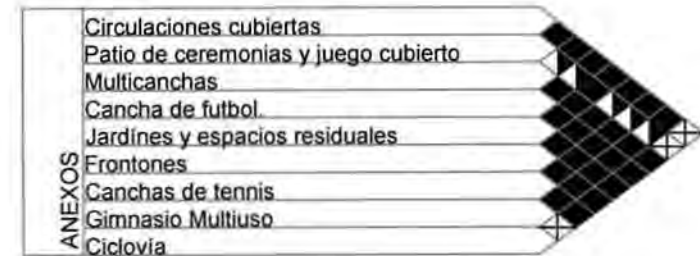 Circulaciones cubiertas
Patio de ceremonias y juego cubierto
Multicanchas
Cancha de futbol.
Jardínes y espacios residuales
Frontones
Canchas de tennis
Gimnasio Multiuso
Ciclovía
ANEXOS